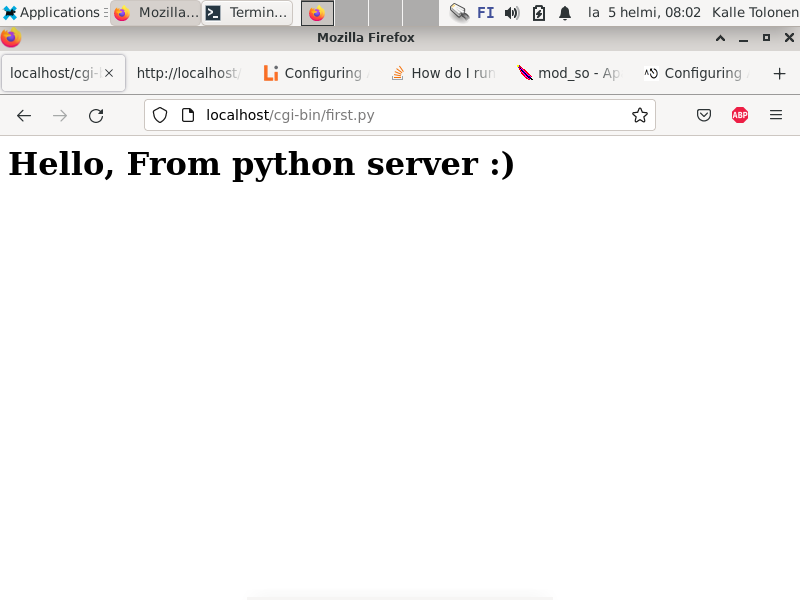 Applications Mozilla... Termin... FI la 5 helmi, 08:02 Kalle Tolonen
Mozilla Firefox
localhost/cgi- http://localhost/ Configuring How do I run mod_so - Ap Configuring
localhost/cgi-bin/first.py ABP
Hello, From python server :)